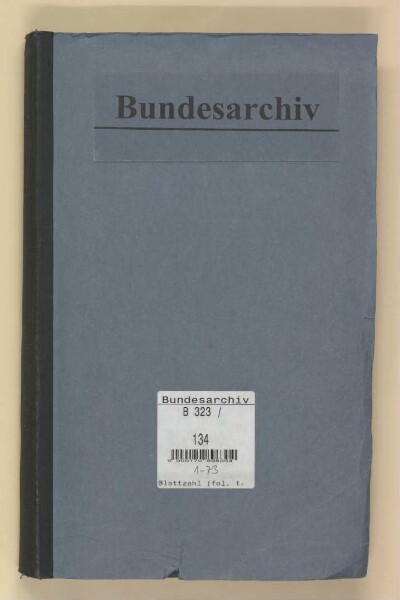 Bundesarchiv
Bundesarchiv
B 323 /
134
1-73
Blattzahl (fol. 1-